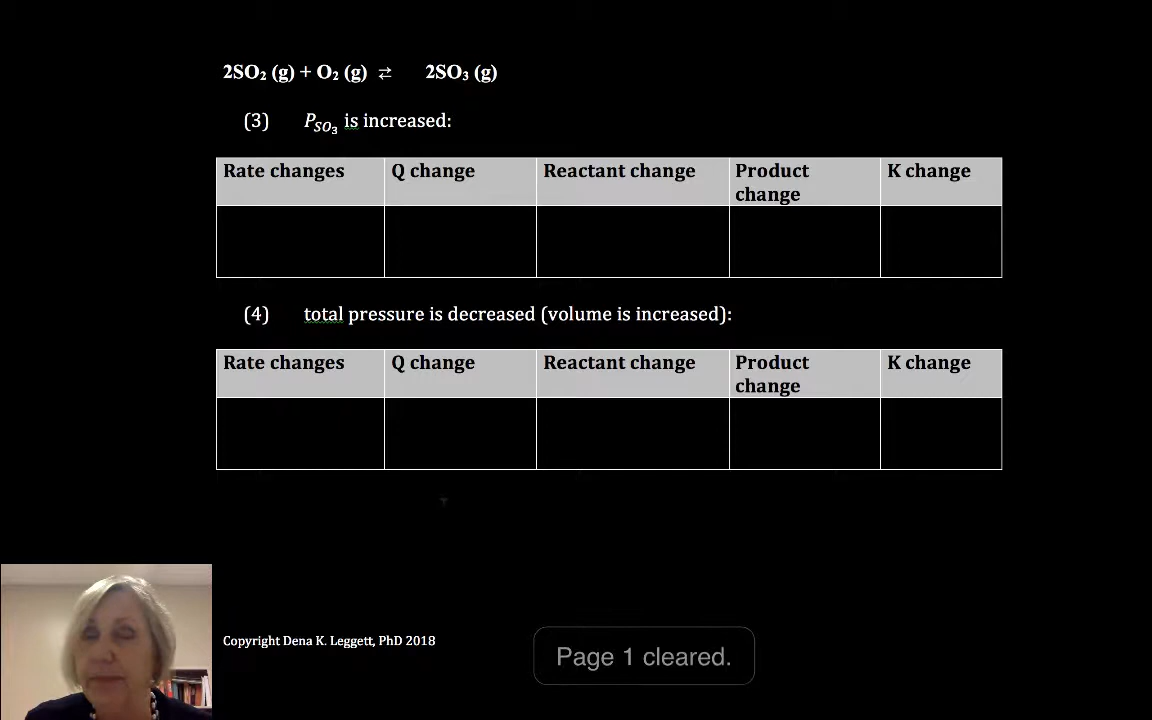 2SO₂ (g) + O₂ (g) ⇄ 2SO₃ (g)
(3) P_SO₃ is increased:
Rate changes Q change Reactant change Product change K change
(4) total pressure is decreased (volume is increased):
Rate changes Q change Reactant change Product change K change
Copyright Dena K. Leggett, PhD 2018
Page 1 cleared.